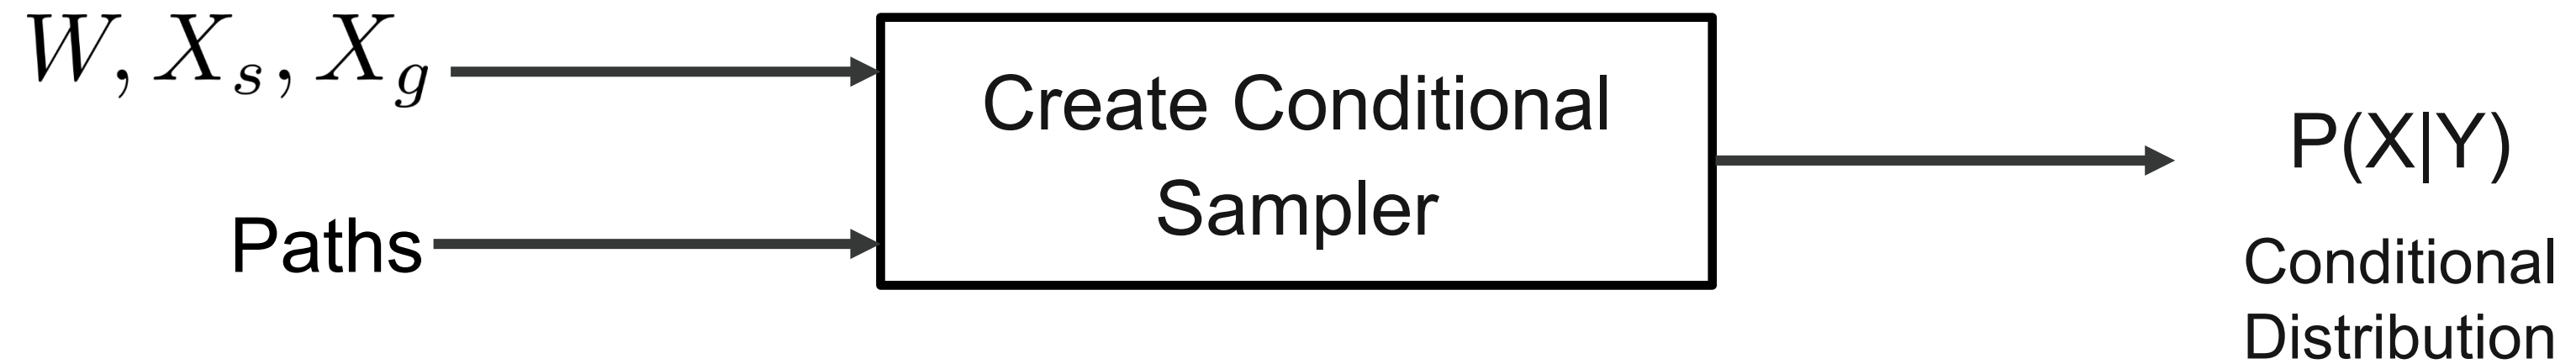 W, X_s, X_g
Create Conditional
Sampler
Paths
P(X|Y)
Conditional
Distribution